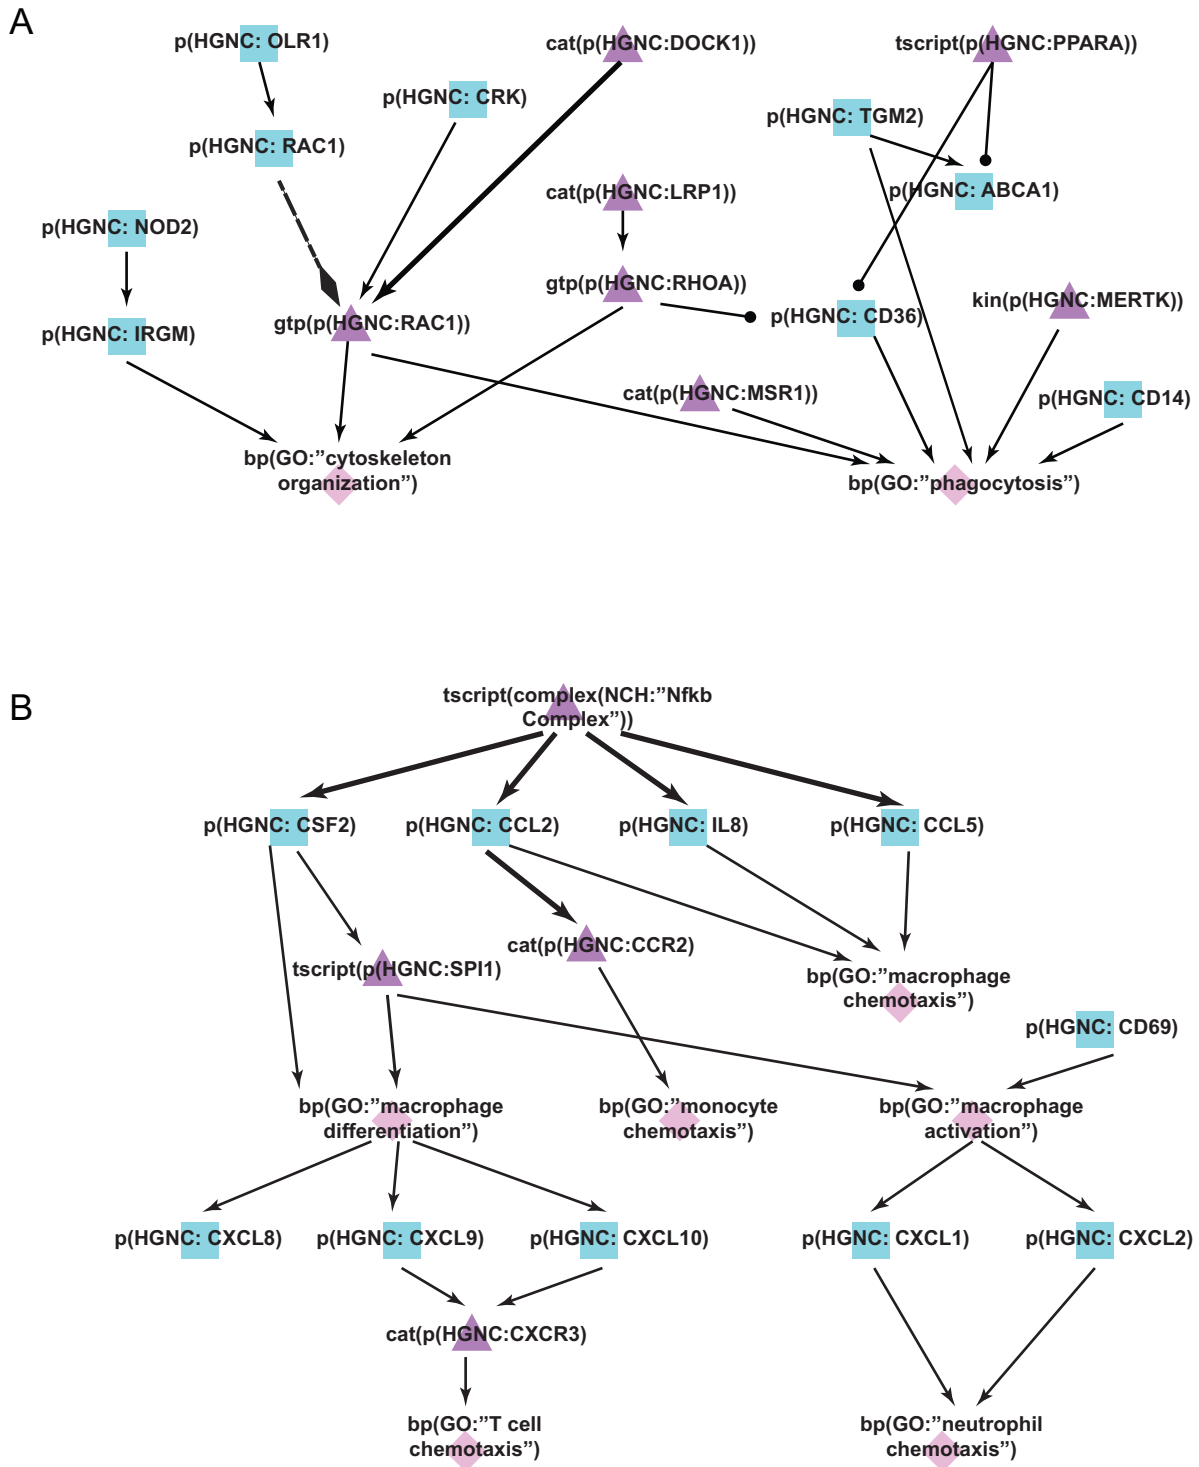 A
p(HGNC: OLR1)
cat(p(HGNC:DOCK1))
tscript(p(HGNC:PPARA))
p(HGNC: CRK)
p(HGNC: TGM2)
p(HGNC: RAC1)
cat(p(HGNC:LRP1))
p(HGNC: ABCA1)
p(HGNC: NOD2)
gtp(p(HGNC:RHOA))
kin(p(HGNC:MERTK))
p(HGNC: IRGM)
gtp(p(HGNC:RAC1))
p(HGNC: CD36)
cat(p(HGNC:MSR1))
p(HGNC: CD14)
bp(GO:”cytoskeleton
organization”)
bp(GO:”phagocytosis”)
B
tscript(complex(NCH:”Nfkb
Complex”))
p(HGNC: CSF2)
p(HGNC: CCL2)
p(HGNC: IL8)
p(HGNC: CCL5)
cat(p(HGNC:CCR2)
tscript(p(HGNC:SPI1)
bp(GO:”macrophage
chemotaxis”)
p(HGNC: CD69)
bp(GO:”macrophage
differentiation”)
bp(GO:”monocyte
chemotaxis”)
bp(GO:”macrophage
activation”)
p(HGNC: CXCL8)
p(HGNC: CXCL9)
p(HGNC: CXCL10)
p(HGNC: CXCL1)
p(HGNC: CXCL2)
cat(p(HGNC:CXCR3)
bp(GO:”T cell
chemotaxis”)
bp(GO:”neutrophil
chemotaxis”)